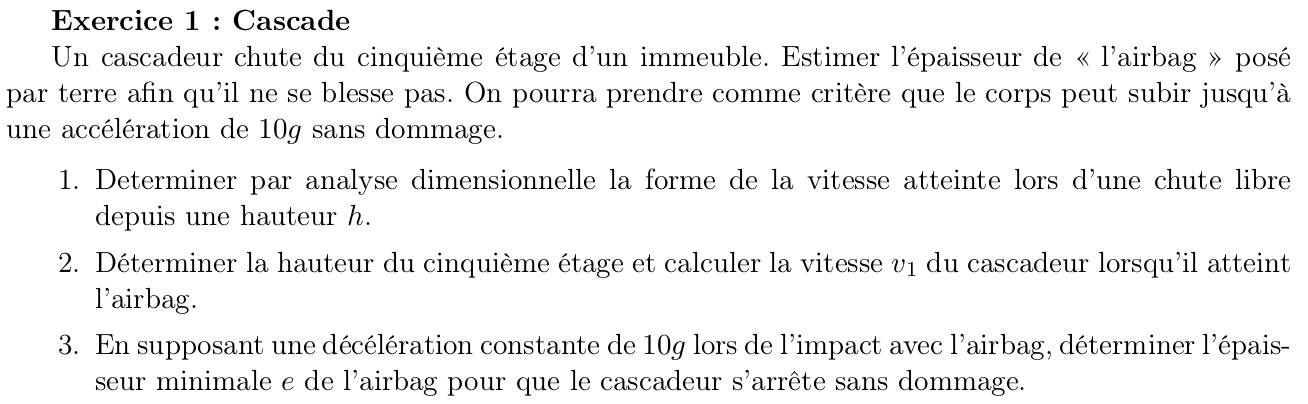 Exercice 1 : Cascade
Un cascadeur chute du cinquième étage d'un immeuble. Estimer l'épaisseur de « l'airbag » posé
par terre afin qu'il ne se blesse pas. On pourra prendre comme critère que le corps peut subir jusqu'à
une accélération de 10g sans dommage.
1. Determiner par analyse dimensionnelle la forme de la vitesse atteinte lors d'une chute libre
depuis une hauteur h.
2. Déterminer la hauteur du cinquième étage et calculer la vitesse v₁ du cascadeur lorsqu'il atteint
l'airbag.
3. En supposant une décélération constante de 10g lors de l'impact avec l'airbag, déterminer l'épais-
seur minimale e de l'airbag pour que le cascadeur s'arrête sans dommage.